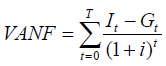 VANF = \sum_{t=0}^{T} \frac{I_t - G_t}{(1+i)^t}